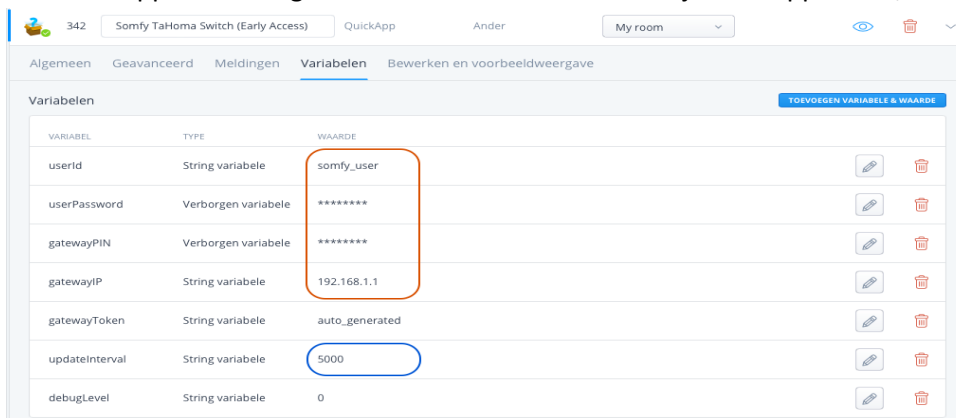 342 Somfy TaHoma Switch (Early Access) QuickApp Ander My room
Algemeen Geavanceerd Meldingen Variabelen Bewerken en voorbeeldweergave
Variabelen TOEVOEGEN VARIABELE & WAARDE
VARIABEL TYPE WAARDE
userId String variabele somfy_user
userPassword Verborgen variabele ********
gatewayPIN Verborgen variabele ********
gatewayIP String variabele 192.168.1.1
gatewayToken String variabele auto_generated
updateInterval String variabele 5000
debugLevel String variabele 0